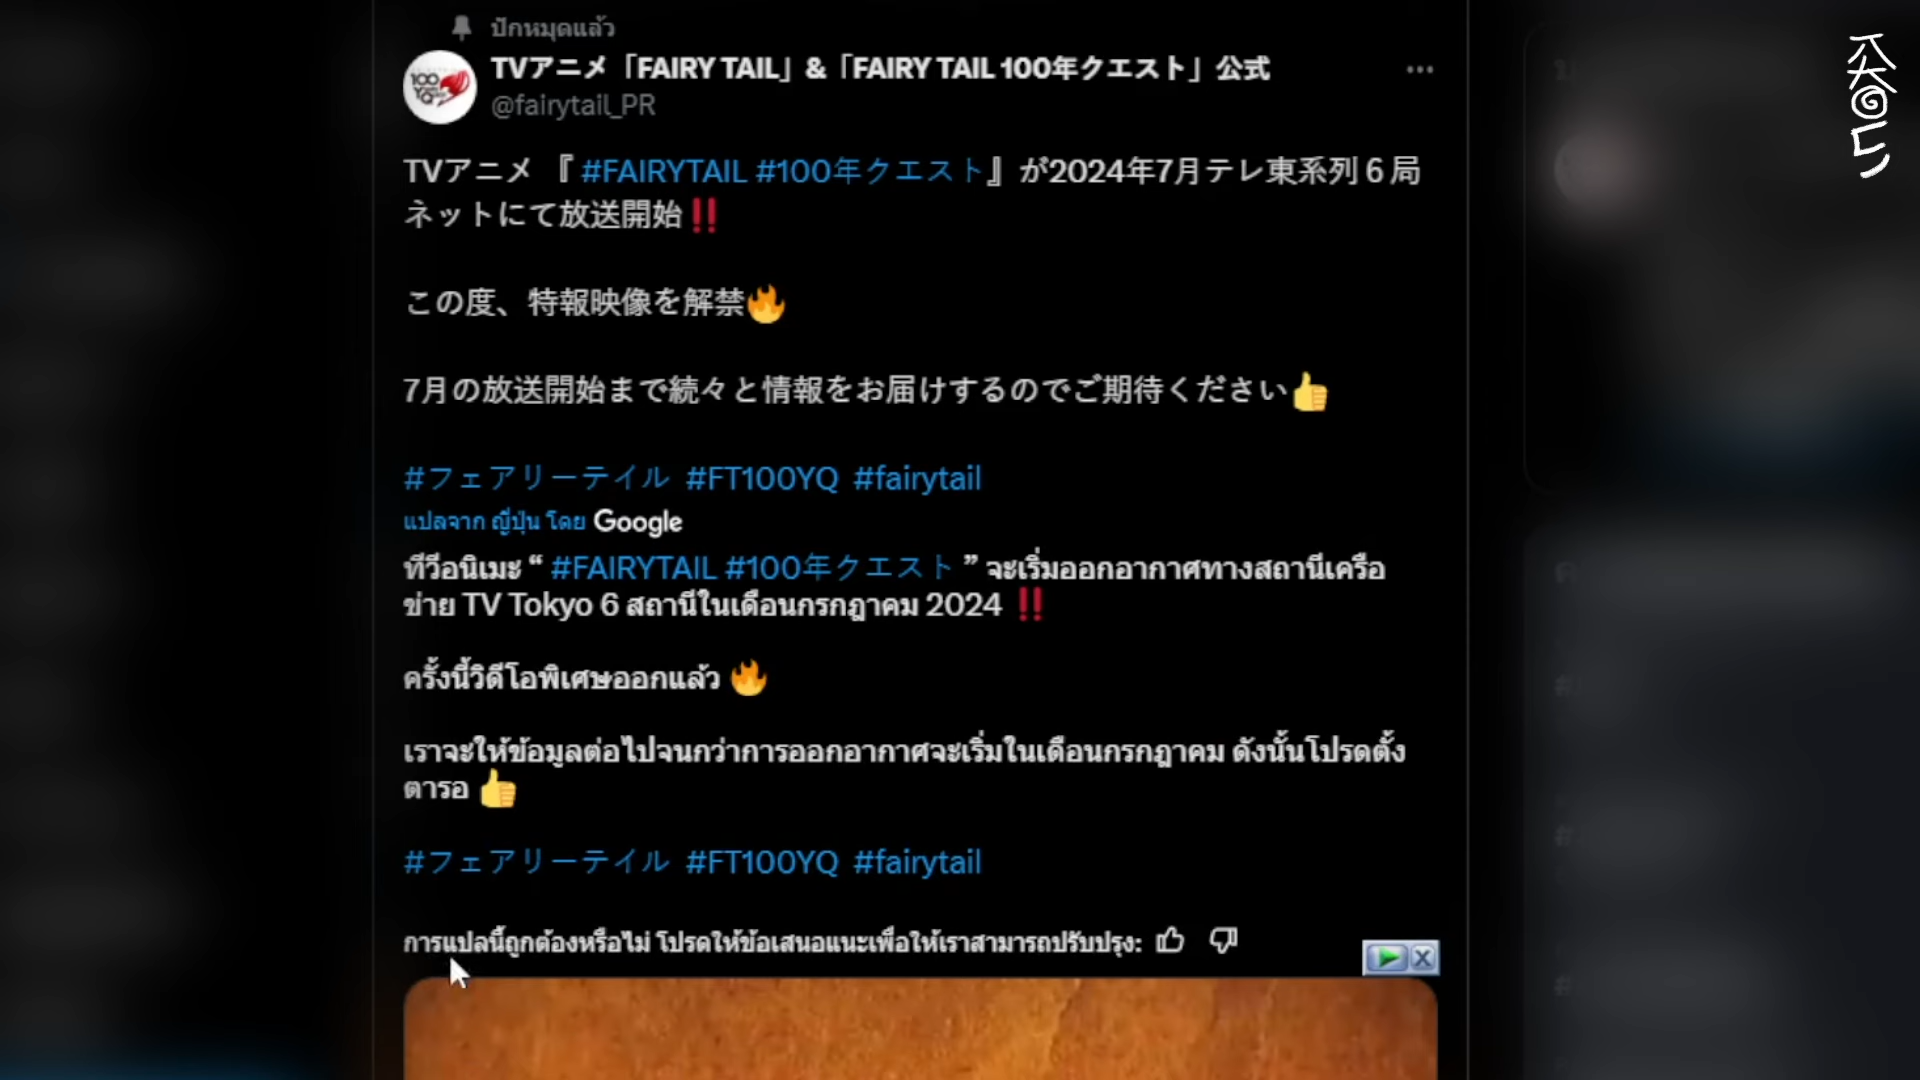 ปักหมุดแล้ว
TVアニメ「FAIRY TAIL」&「FAIRY TAIL 100年クエスト」公式
@fairytail_PR
TVアニメ 『 #FAIRYTAIL #100年クエスト』が2024年7月テレ東系列６局
ネットにて放送開始‼️
この度、特報映像を解禁🔥
7月の放送開始まで続々と情報をお届けするのでご期待ください👍
#フェアリーテイル #FT100YQ #fairytail
แปลจาก ญี่ปุ่น โดย Google
ทีวีอนิเมะ “ #FAIRYTAIL #100年クエスト ” จะเริ่มออกอากาศทางสถานีเครือ
ข่าย TV Tokyo 6 สถานีในเดือนกรกฎาคม 2024 ‼️
ครั้งนี้วิดีโอพิเศษออกแล้ว 🔥
เราจะให้ข้อมูลต่อไปจนกว่าการออกอากาศจะเริ่มในเดือนกรกฎาคม ดังนั้นโปรดตั้ง
ตารอ 👍
#フェアリーテイル #FT100YQ #fairytail
การแปลนี้ถูกต้องหรือไม่ โปรดให้ข้อเสนอแนะเพื่อให้เราสามารถปรับปรุง: